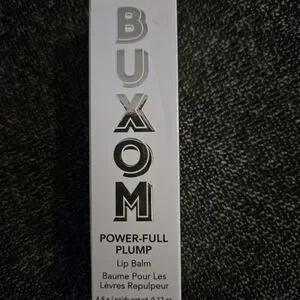 BUXOM
POWER-FULL
PLUMP
Lip Balm
Baume Pour Les
Lèvres Repulpeur